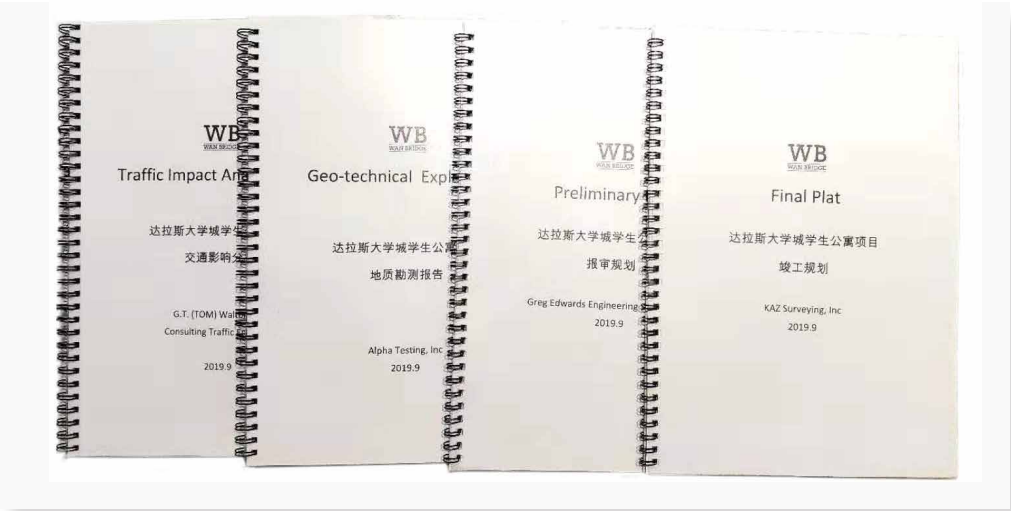 WB
WAN BRIDG
Traffic Impact Ana
达拉斯大学城学生
交通影响分
G.T. (TOM) Walt
Consulting Traffic
2019.9
WB
WAN BRIDGE
Geo-technical Expl
达拉斯大学城学生公寓
地质勘测报告
Alpha Testing, Inc
2019.9
WB
WAN BRIDGE
Preliminary
达拉斯大学城学生公
报审规划
Greg Edwards Engineering
2019.9
WB
WAN BRIDGE
Final Plat
达拉斯大学城学生公寓项目
竣工规划
KAZ Surveying, Inc
2019.9